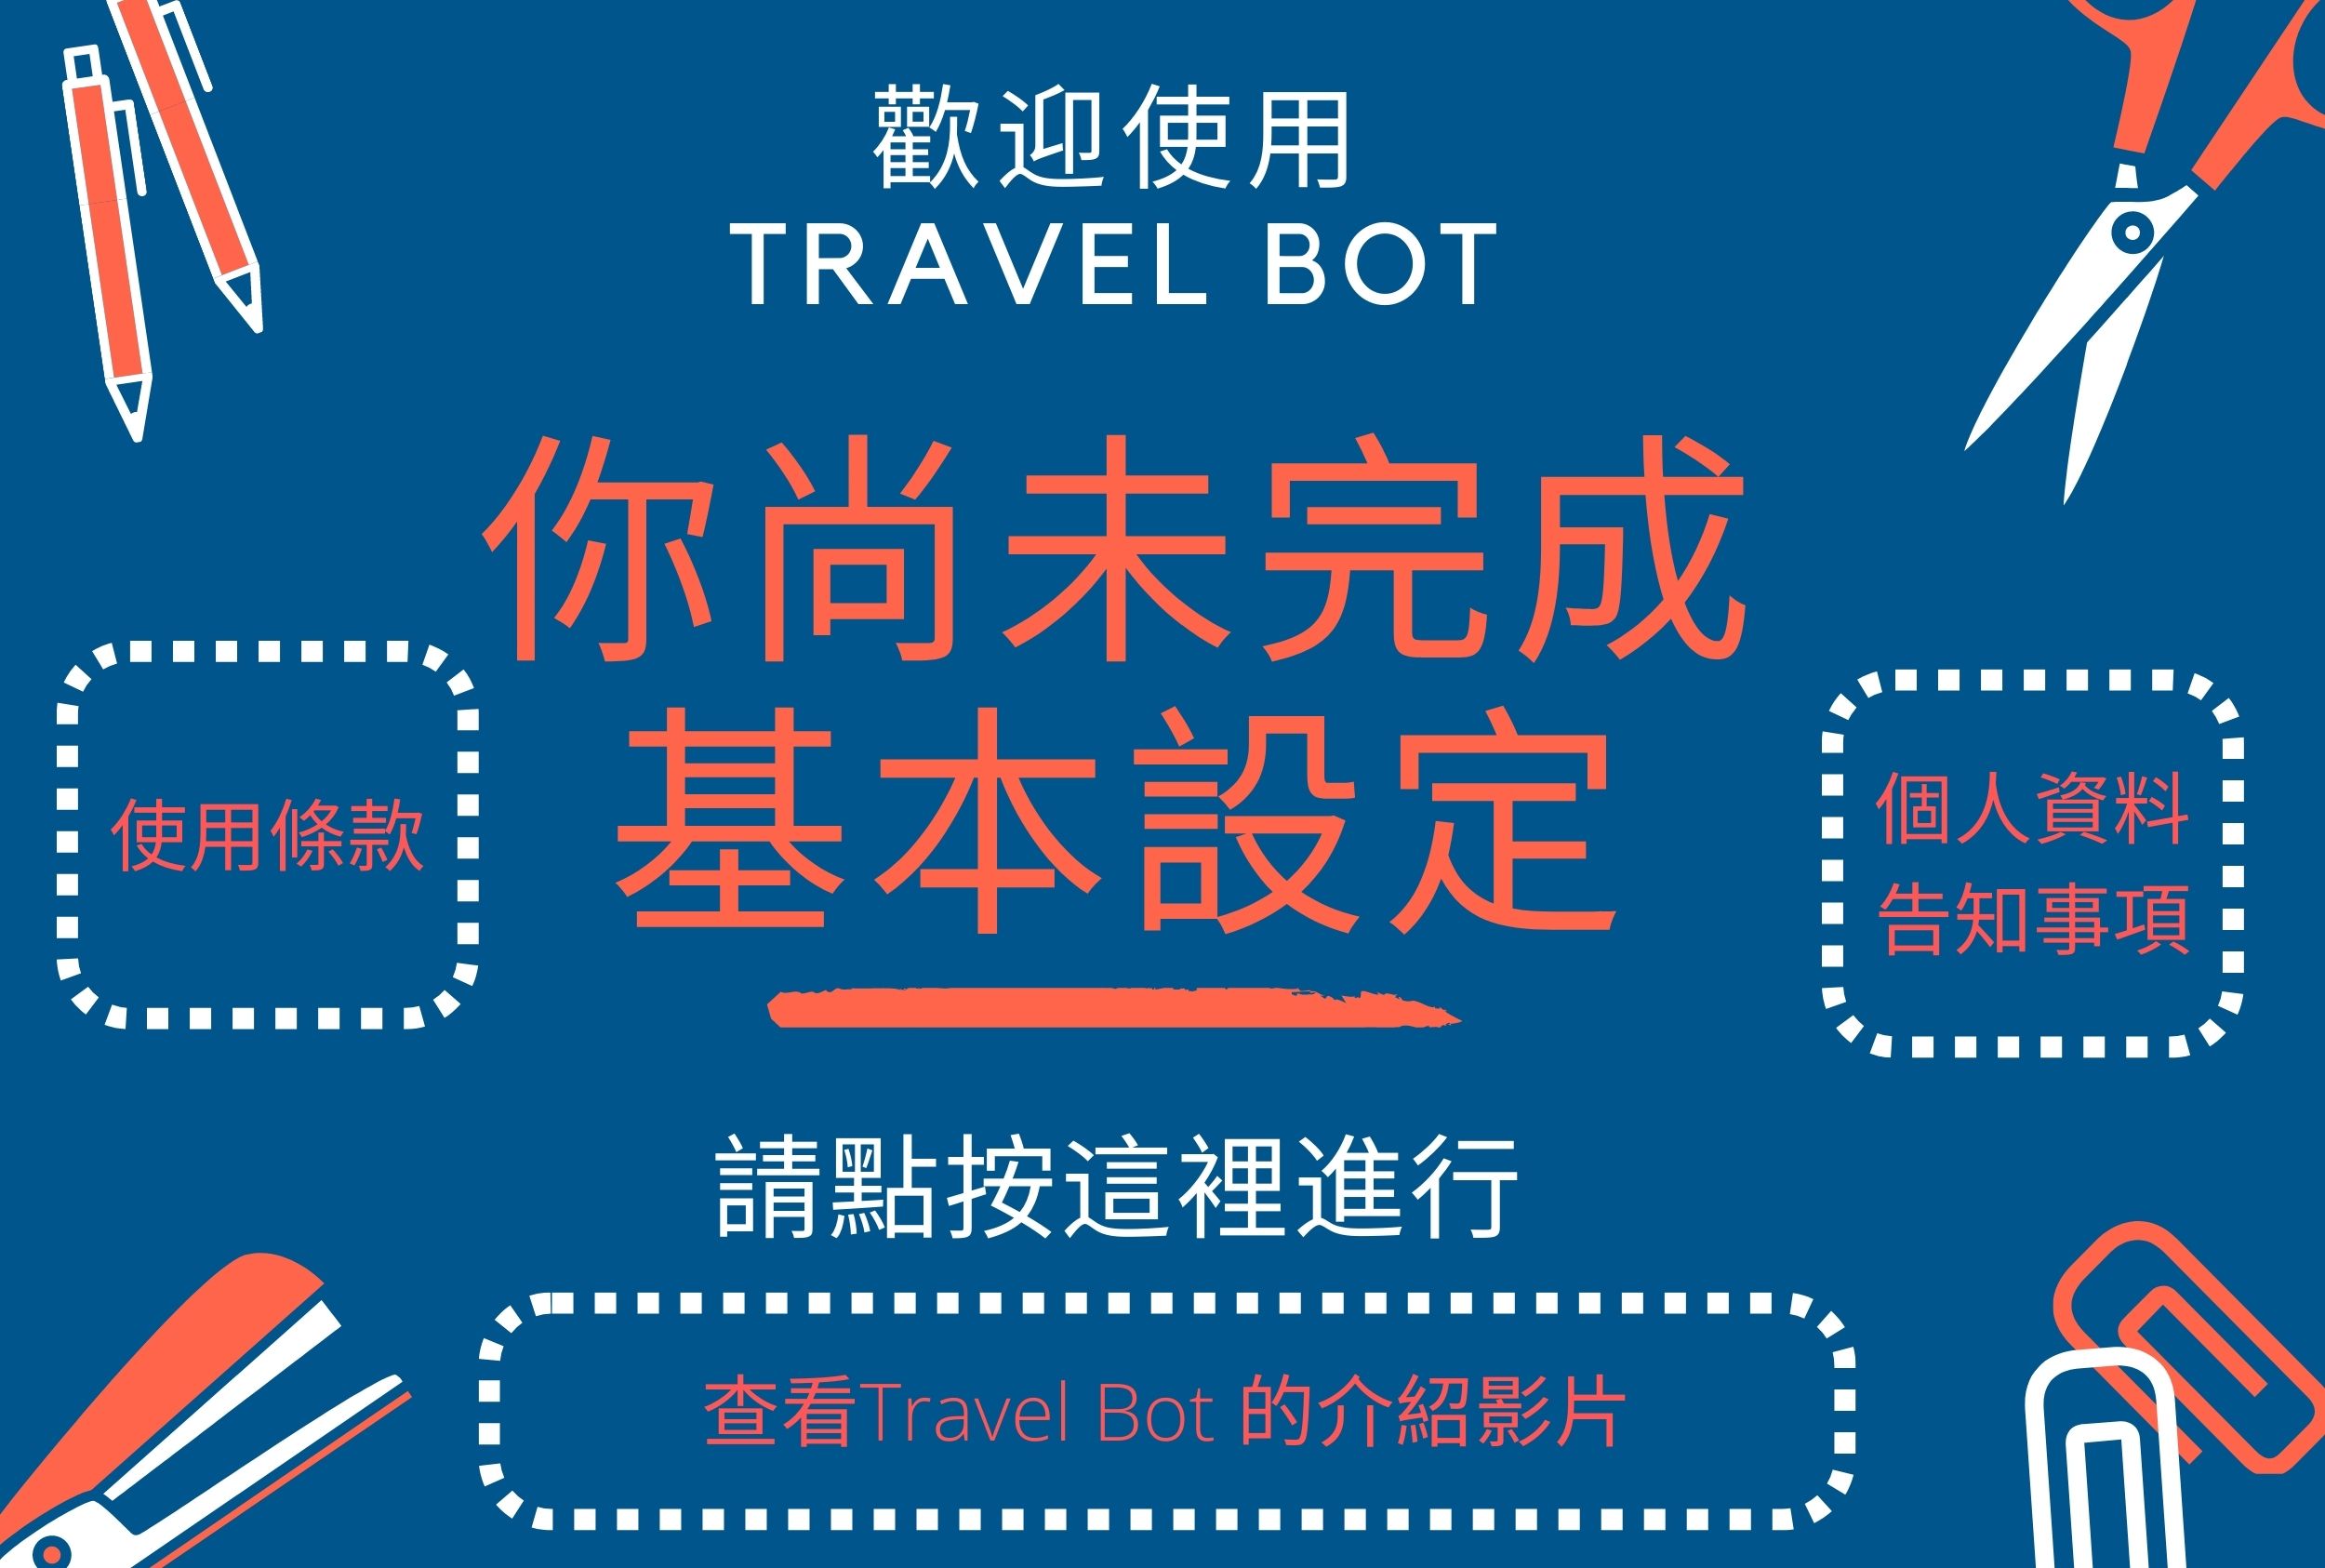 歡迎使用
TRAVEL BOT
你尚未完成
基本設定
使用條款
個人資料
告知事項
請點按這裡進行
查看Travel Bot 的介紹影片